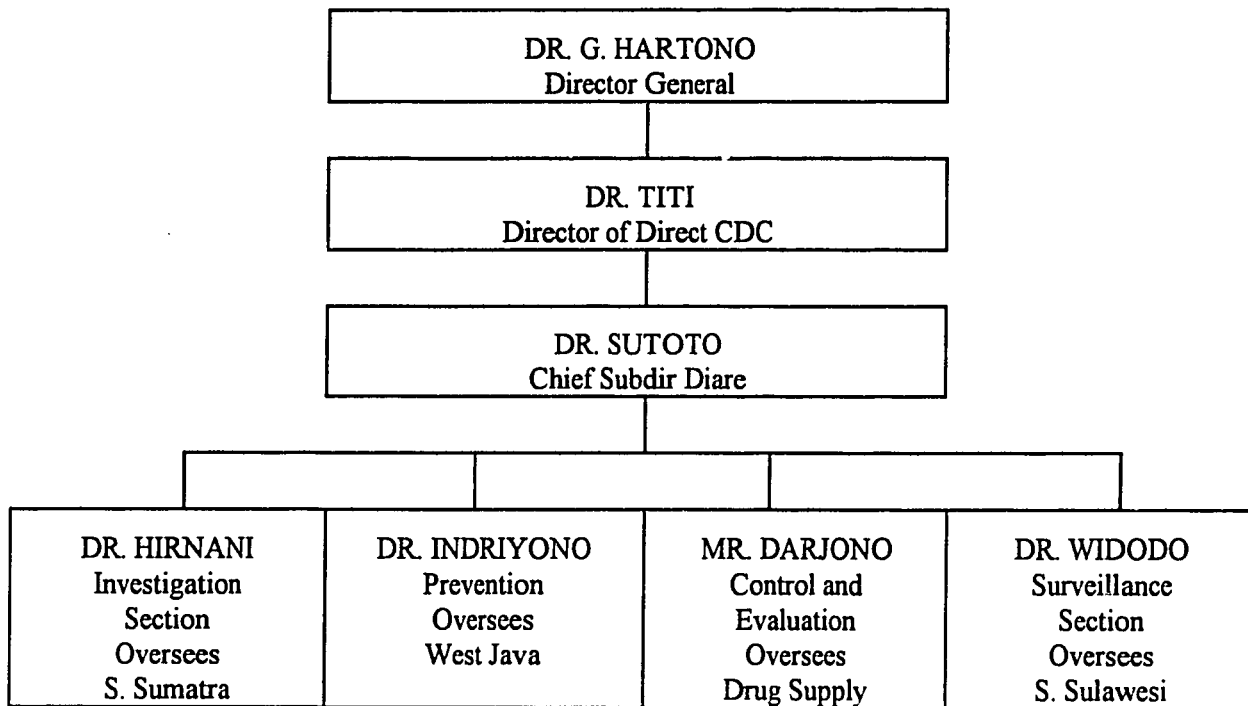 DR. G. HARTONO
Director General
DR. TITI
Director of Direct CDC
DR. SUTOTO
Chief Subdir Diare
DR. HIRNANI
Investigation
Section
Oversees
S. Sumatra
DR. INDRIYONO
Prevention
Oversees
West Java
MR. DARJONO
Control and
Evaluation
Oversees
Drug Supply
DR. WIDODO
Surveillance
Section
Oversees
S. Sulawesi